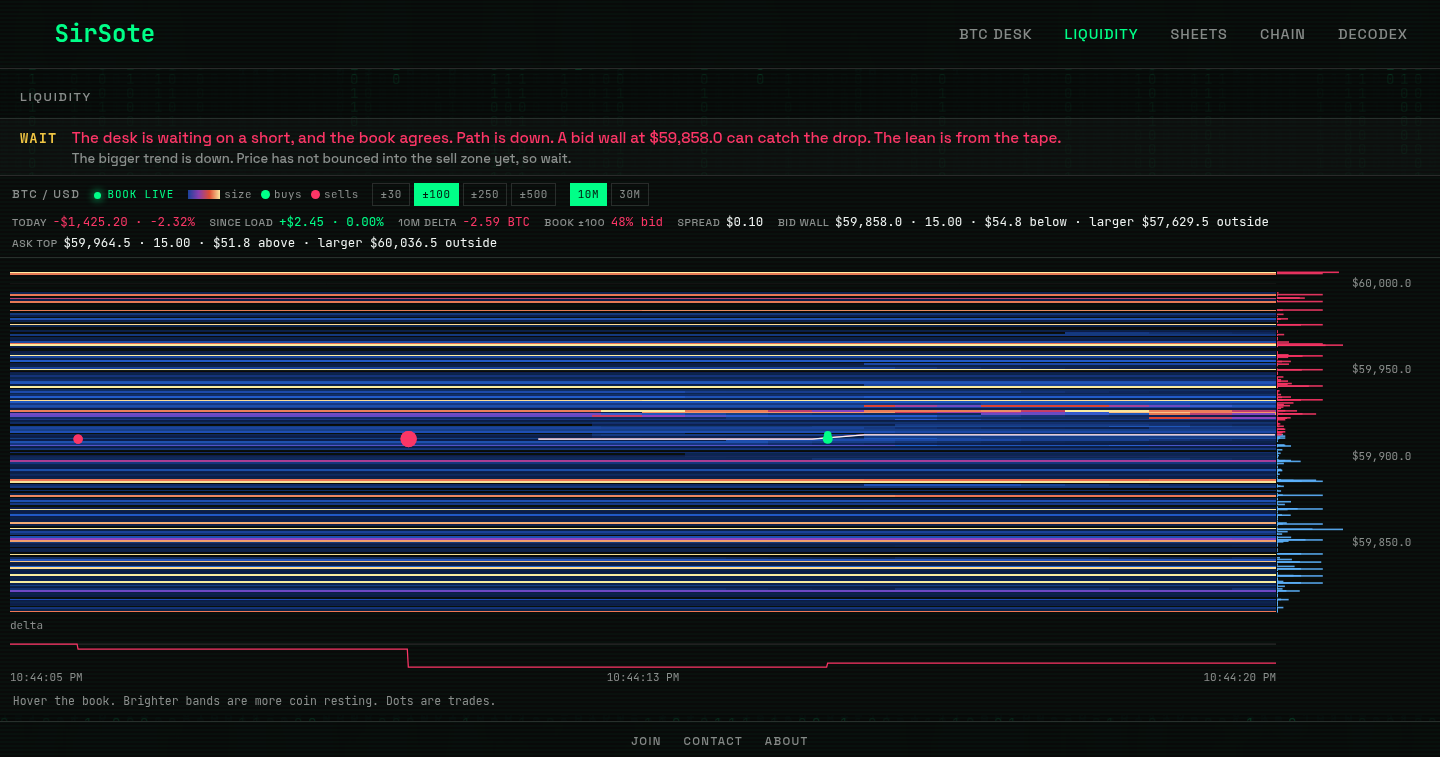 SirSote
BTC DESK LIQUIDITY SHEETS CHAIN DECODEX
LIQUIDITY
WAIT The desk is waiting on a short, and the book agrees. Path is down. A bid wall at $59,858.0 can catch the drop. The lean is from the tape.
The bigger trend is down. Price has not bounced into the sell zone yet, so wait.
BTC / USD BOOK LIVE size buys sells ±30 ±100 ±250 ±500 10M 30M
TODAY -$1,425.20 · -2.32% SINCE LOAD +$2.45 · 0.00% 10M DELTA -2.59 BTC BOOK ±100 48% bid SPREAD $0.10 BID WALL $59,858.0 · 15.00 · $54.8 below · larger $57,629.5 outside
ASK TOP $59,964.5 · 15.00 · $51.8 above · larger $60,036.5 outside
$60,000.0
$59,950.0
$59,900.0
$59,850.0
delta
10:44:05 PM 10:44:13 PM 10:44:20 PM
Hover the book. Brighter bands are more coin resting. Dots are trades.
JOIN CONTACT ABOUT